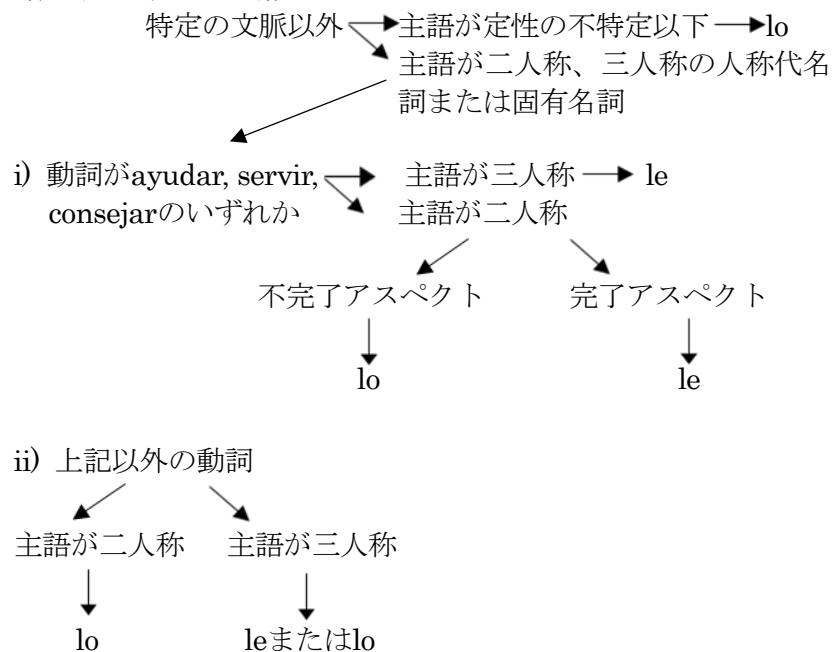 特定の文脈以外 主語が定性の不特定以下 lo
主語が二人称、三人称の人称代名
詞または固有名詞
i) 動詞がayudar, servir, 主語が三人称 le
consejarのいずれか 主語が二人称
不完了アスペクト 完了アスペクト
lo le
ii) 上記以外の動詞
主語が二人称 主語が三人称
lo leまたはlo